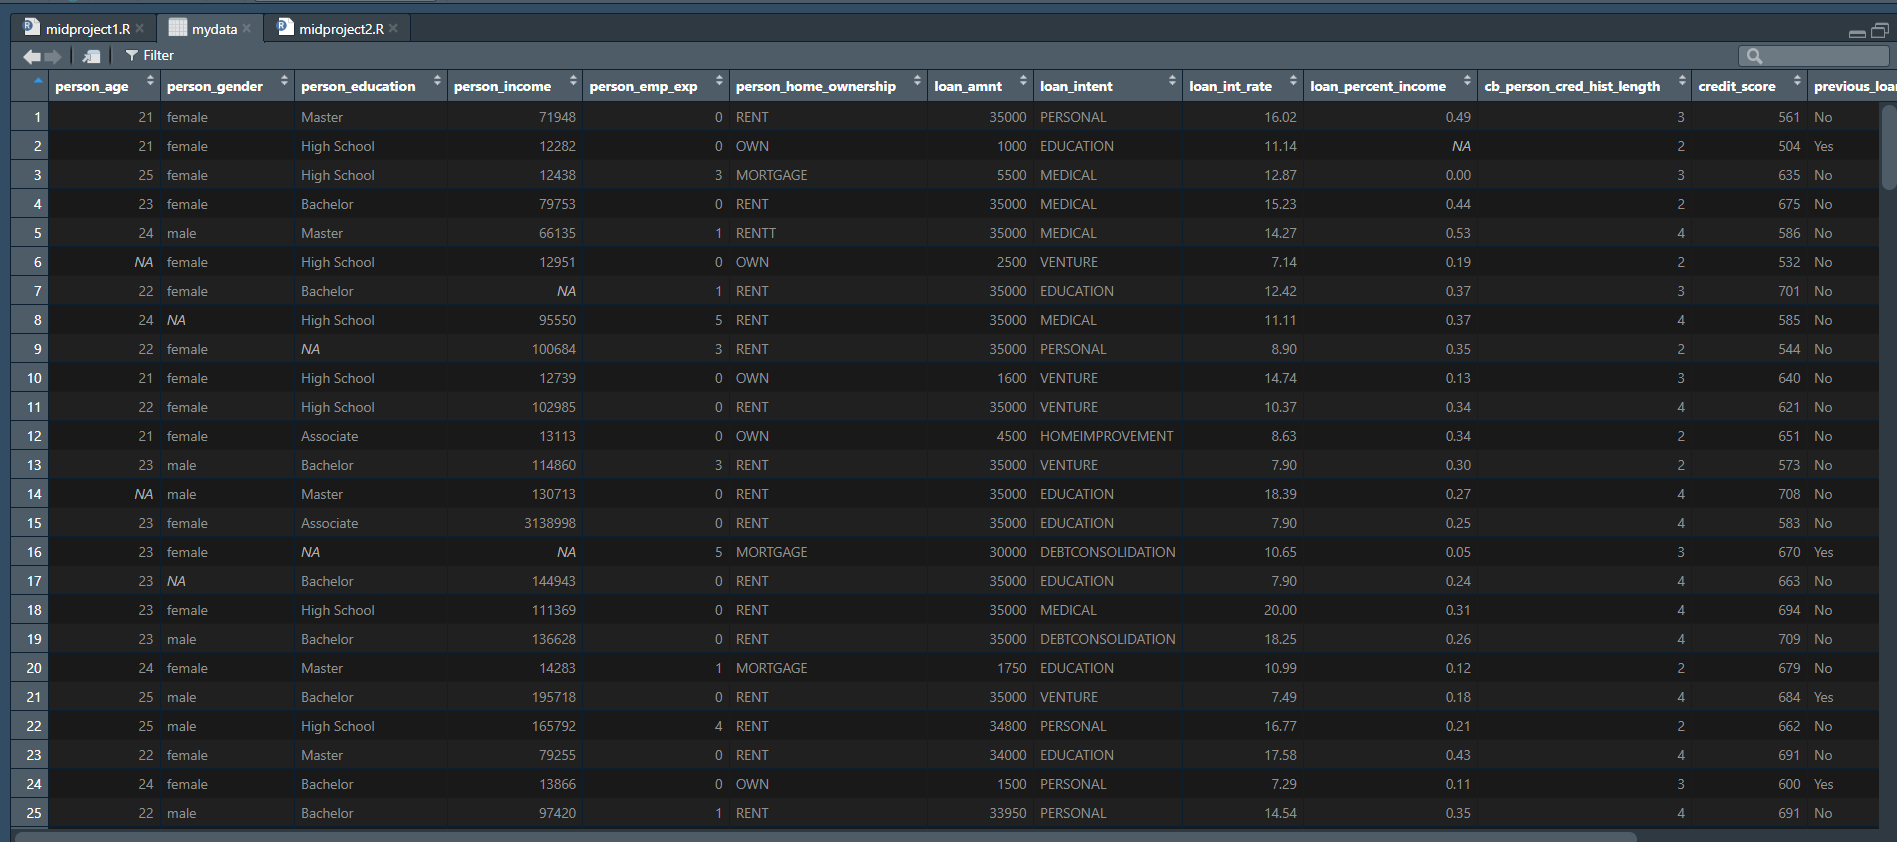 midproject1.R mydata midproject2.R
Filter
person_age person_gender person_education person_income person_emp_exp person_home_ownership loan_amnt loan_intent loan_int_rate loan_percent_income cb_person_cred_hist_length credit_score previous_loa
1 21 female Master 71948 0 RENT 35000 PERSONAL 16.02 0.49 3 561 No
2 21 female High School 12282 0 OWN 1000 EDUCATION 11.14 NA 2 504 Yes
3 25 female High School 12438 3 MORTGAGE 5500 MEDICAL 12.87 0.00 3 635 No
4 23 female Bachelor 79753 0 RENT 35000 MEDICAL 15.23 0.44 2 675 No
5 24 male Master 66135 1 RENTT 35000 MEDICAL 14.27 0.53 4 586 No
6 NA female High School 12951 0 OWN 2500 VENTURE 7.14 0.19 2 532 No
7 22 female Bachelor NA 1 RENT 35000 EDUCATION 12.42 0.37 3 701 No
8 24 NA High School 95550 5 RENT 35000 MEDICAL 11.11 0.37 4 585 No
9 22 female NA 100684 3 RENT 35000 PERSONAL 8.90 0.35 2 544 No
10 21 female High School 12739 0 OWN 1600 VENTURE 14.74 0.13 3 640 No
11 22 female High School 102985 0 RENT 35000 VENTURE 10.37 0.34 4 621 No
12 21 female Associate 13113 0 OWN 4500 HOMEIMPROVEMENT 8.63 0.34 2 651 No
13 23 male Bachelor 114860 3 RENT 35000 VENTURE 7.90 0.30 2 573 No
14 NA male Master 130713 0 RENT 35000 EDUCATION 18.39 0.27 4 708 No
15 23 female Associate 3138998 0 RENT 35000 EDUCATION 7.90 0.25 4 583 No
16 23 female NA NA 5 MORTGAGE 30000 DEBTCONSOLIDATION 10.65 0.05 3 670 Yes
17 23 NA Bachelor 144943 0 RENT 35000 EDUCATION 7.90 0.24 4 663 No
18 23 female High School 111369 0 RENT 35000 MEDICAL 20.00 0.31 4 694 No
19 23 male Bachelor 136628 0 RENT 35000 DEBTCONSOLIDATION 18.25 0.26 4 709 No
20 24 female Master 14283 1 MORTGAGE 1750 EDUCATION 10.99 0.12 2 679 No
21 25 male Bachelor 195718 0 RENT 35000 VENTURE 7.49 0.18 4 684 Yes
22 25 male High School 165792 4 RENT 34800 PERSONAL 16.77 0.21 2 662 No
23 22 female Master 79255 0 RENT 34000 EDUCATION 17.58 0.43 4 691 No
24 24 female Bachelor 13866 0 OWN 1500 PERSONAL 7.29 0.11 3 600 Yes
25 22 male Bachelor 97420 1 RENT 33950 PERSONAL 14.54 0.35 4 691 No